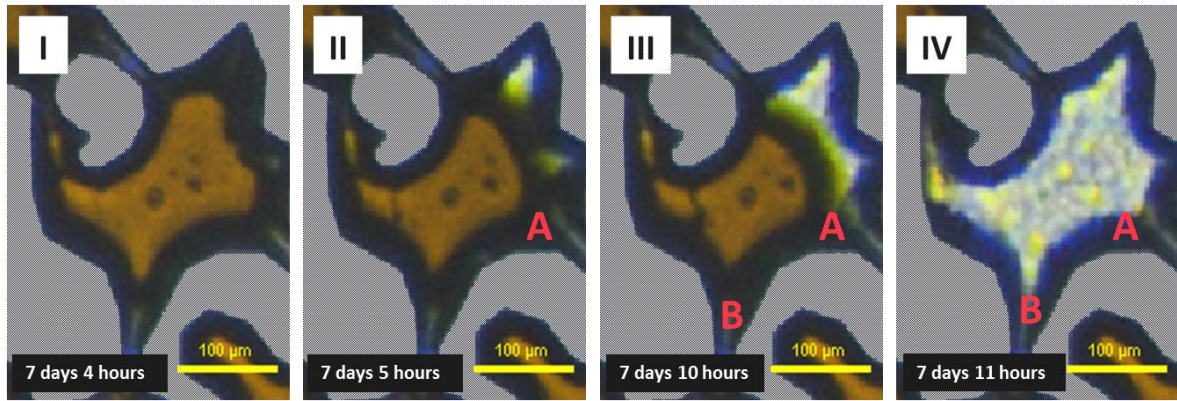 I
7 days 4 hours
100 µm
II
A
7 days 5 hours
100 µm
III
A
B
7 days 10 hours
100 µm
IV
A
B
7 days 11 hours
100 µm